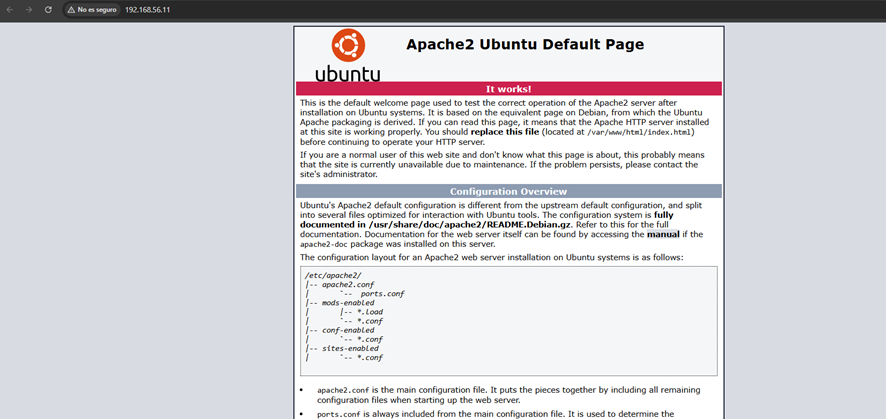 No es seguro 192.168.56.11
Apache2 Ubuntu Default Page
ubuntu
It works!
This is the default welcome page used to test the correct operation of the Apache2 server after
installation on Ubuntu systems. It is based on the equivalent page on Debian, from which the Ubuntu
Apache packaging is derived. If you can read this page, it means that the Apache HTTP server installed
at this site is working properly. You should replace this file (located at /var/www/html/index.html)
before continuing to operate your HTTP server.
If you are a normal user of this web site and don't know what this page is about, this probably means
that the site is currently unavailable due to maintenance. If the problem persists, please contact the
site's administrator.
Configuration Overview
Ubuntu's Apache2 default configuration is different from the upstream default configuration, and split
into several files optimized for interaction with Ubuntu tools. The configuration system is fully
documented in /usr/share/doc/apache2/README.Debian.gz. Refer to this for the full
documentation. Documentation for the web server itself can be found by accessing the manual if the
apache2-doc package was installed on this server.
The configuration layout for an Apache2 web server installation on Ubuntu systems is as follows:
/etc/apache2/
|-- apache2.conf
|       `--  ports.conf
|-- mods-enabled
|       |-- *.load
|       `-- *.conf
|-- conf-enabled
|       `-- *.conf
|-- sites-enabled
|       `-- *.conf
• apache2.conf is the main configuration file. It puts the pieces together by including all remaining
configuration files when starting up the web server.
• ports.conf is always included from the main configuration file. It is used to determine the